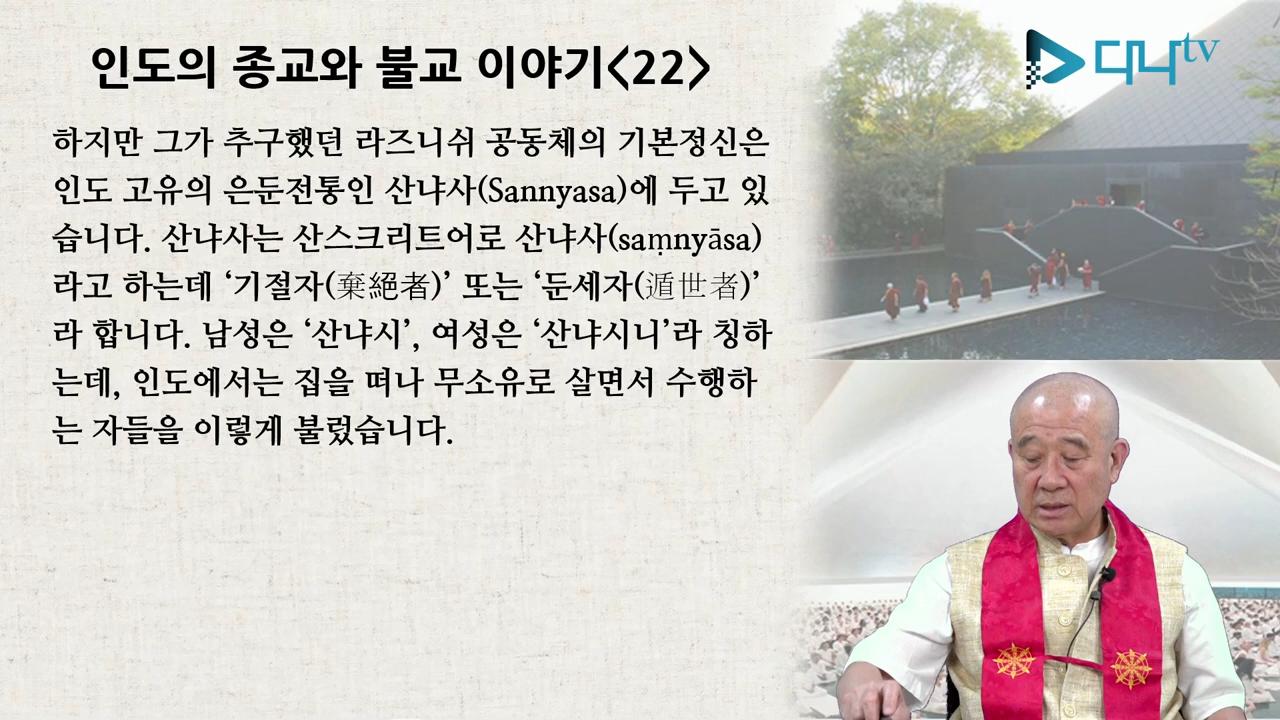 인도의 종교와 불교 이야기<22>
하지만 그가 추구했던 라즈니쉬 공동체의 기본정신은
인도 고유의 은둔전통인 산냐사(Sannyasa)에 두고 있
습니다. 산냐사는 산스크리트어로 산냐사(saṃnyāsa)
라고 하는데 ‘기절자(棄絕者)’ 또는 ‘둔세자(遁世者)’
라 합니다. 남성은 ‘산냐시’, 여성은 ‘산냐시니’라 칭하
는데, 인도에서는 집을 뗘나 무소유로 살면서 수행하
는 자들을 이렇게 불렀습니다.
다나tv